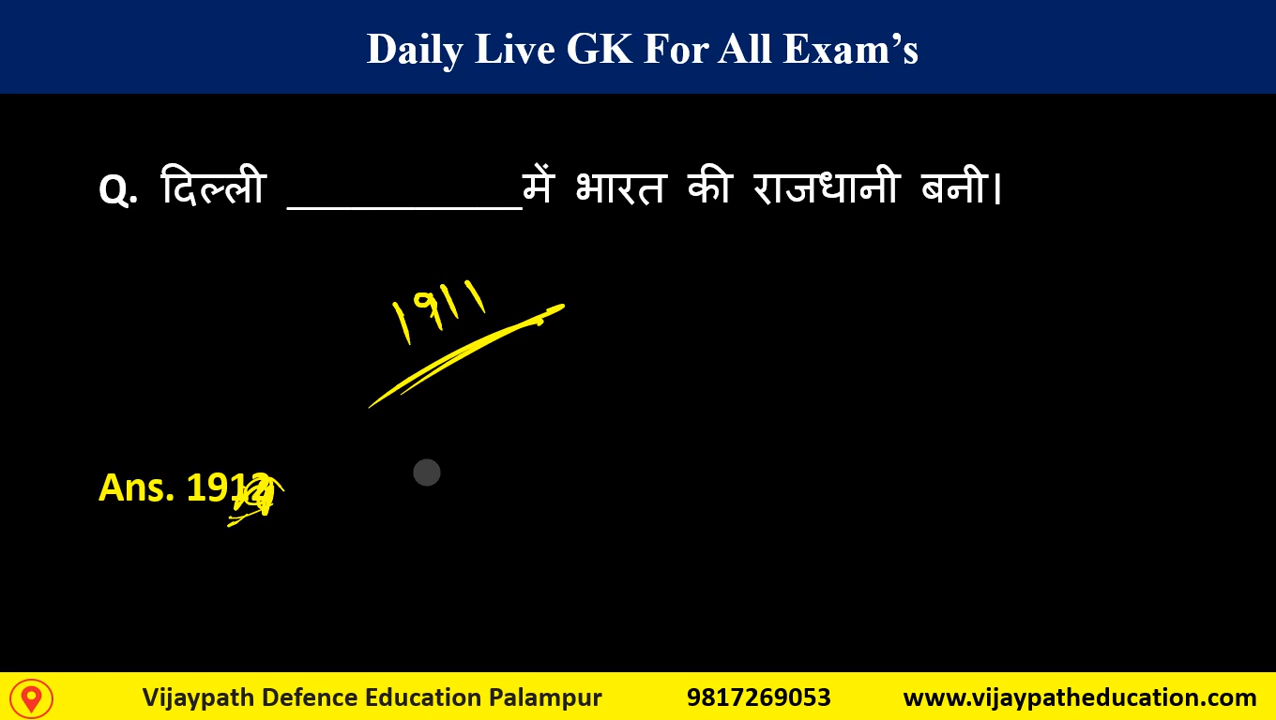 Daily Live GK For All Exam’s
Q. दिल्ली __________में भारत की राजधानी बनी।
1911
Ans.
Vijaypath Defence Education Palampur 9817269053 www.vijaypatheducation.com